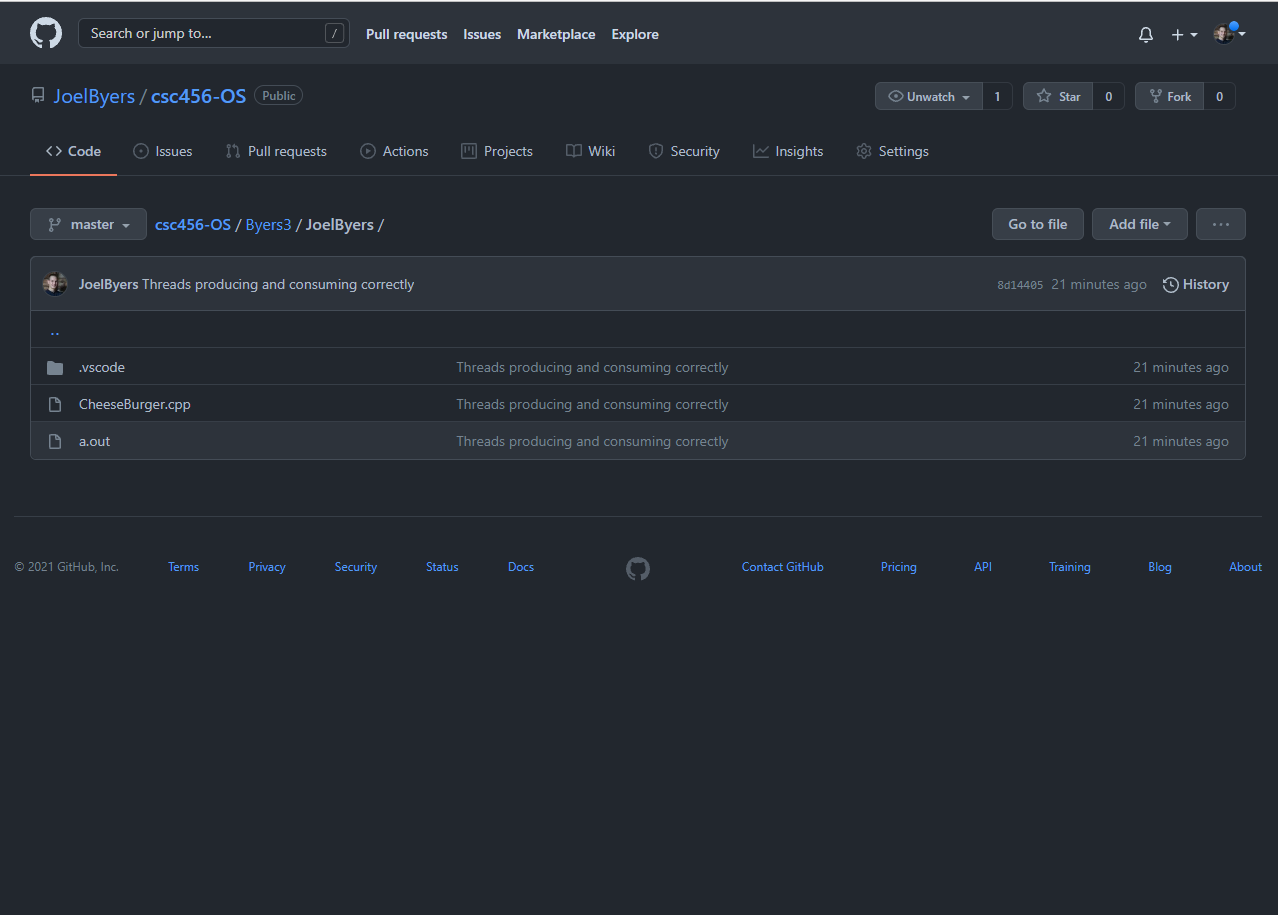 Search or jump to... / Pull requests Issues Marketplace Explore
JoelByers / csc456-OS Public Unwatch 1 Star 0 Fork 0
Code Issues Pull requests Actions Projects Wiki Security Insights Settings
master csc456-OS / Byers3 / JoelByers / Go to file Add file ...
JoelByers Threads producing and consuming correctly 8d14405 21 minutes ago History
..
.vscode Threads producing and consuming correctly 21 minutes ago
CheeseBurger.cpp Threads producing and consuming correctly 21 minutes ago
a.out Threads producing and consuming correctly 21 minutes ago
© 2021 GitHub, Inc. Terms Privacy Security Status Docs Contact GitHub Pricing API Training Blog About